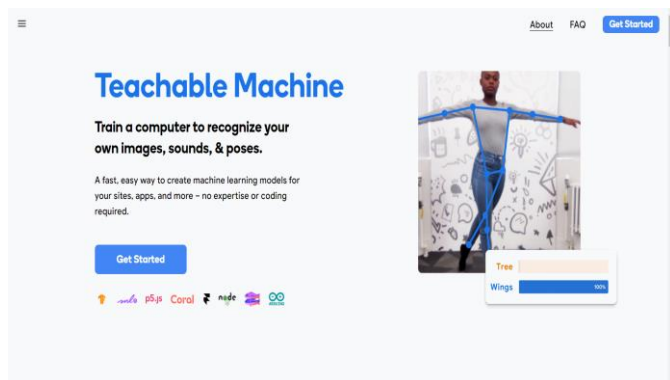 About FAQ Get Started
Teachable Machine
Train a computer to recognize your
own images, sounds, & poses.
A fast, easy way to create machine learning models for
your sites, apps, and more – no expertise or coding
required.
Get Started
p5.js Coral node
Tree
Wings 100%